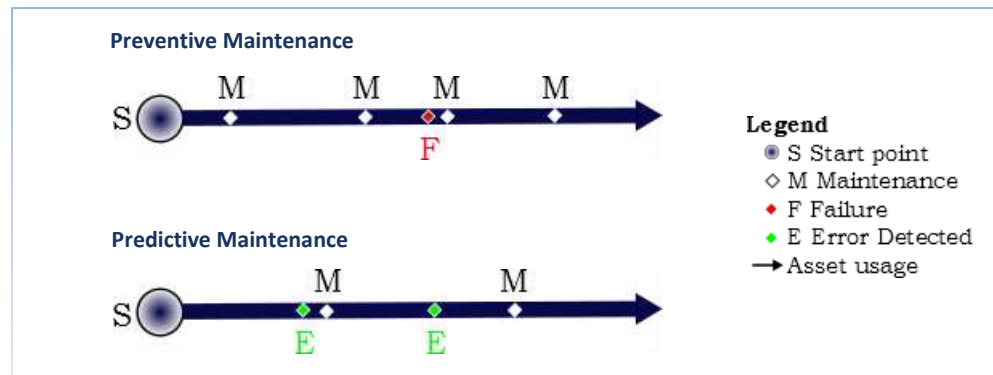 Preventive Maintenance
M M M M
S
F
Legend
S Start point
M Maintenance
F Failure
E Error Detected
Asset usage
Predictive Maintenance
M M
S
E E